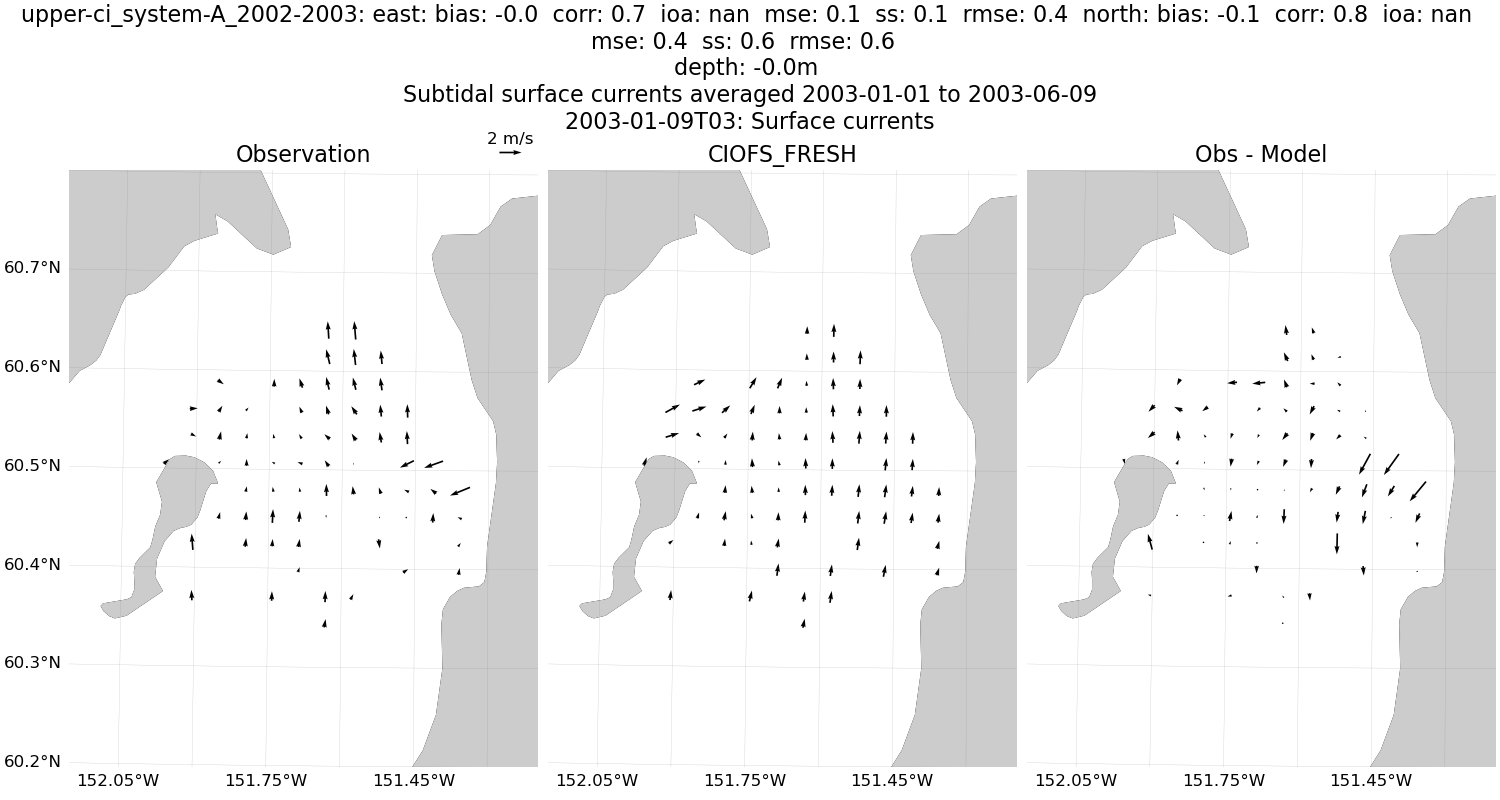 upper-ci_system-A_2002-2003: east: bias: -0.0  corr: 0.7  ioa: nan  mse: 0.1  ss: 0.1  rmse: 0.4  north: bias: -0.1  corr: 0.8  ioa: nan
mse: 0.4  ss: 0.6  rmse: 0.6
depth: -0.0m
Subtidal surface currents averaged 2003-01-01 to 2003-06-09
2003-01-09T03: Surface currents
2 m/s
Observation
CIOFS_FRESH
Obs - Model
60.7°N
60.6°N
60.5°N
60.4°N
60.3°N
60.2°N
152.05°W
151.75°W
151.45°W
152.05°W
151.75°W
151.45°W
152.05°W
151.75°W
151.45°W